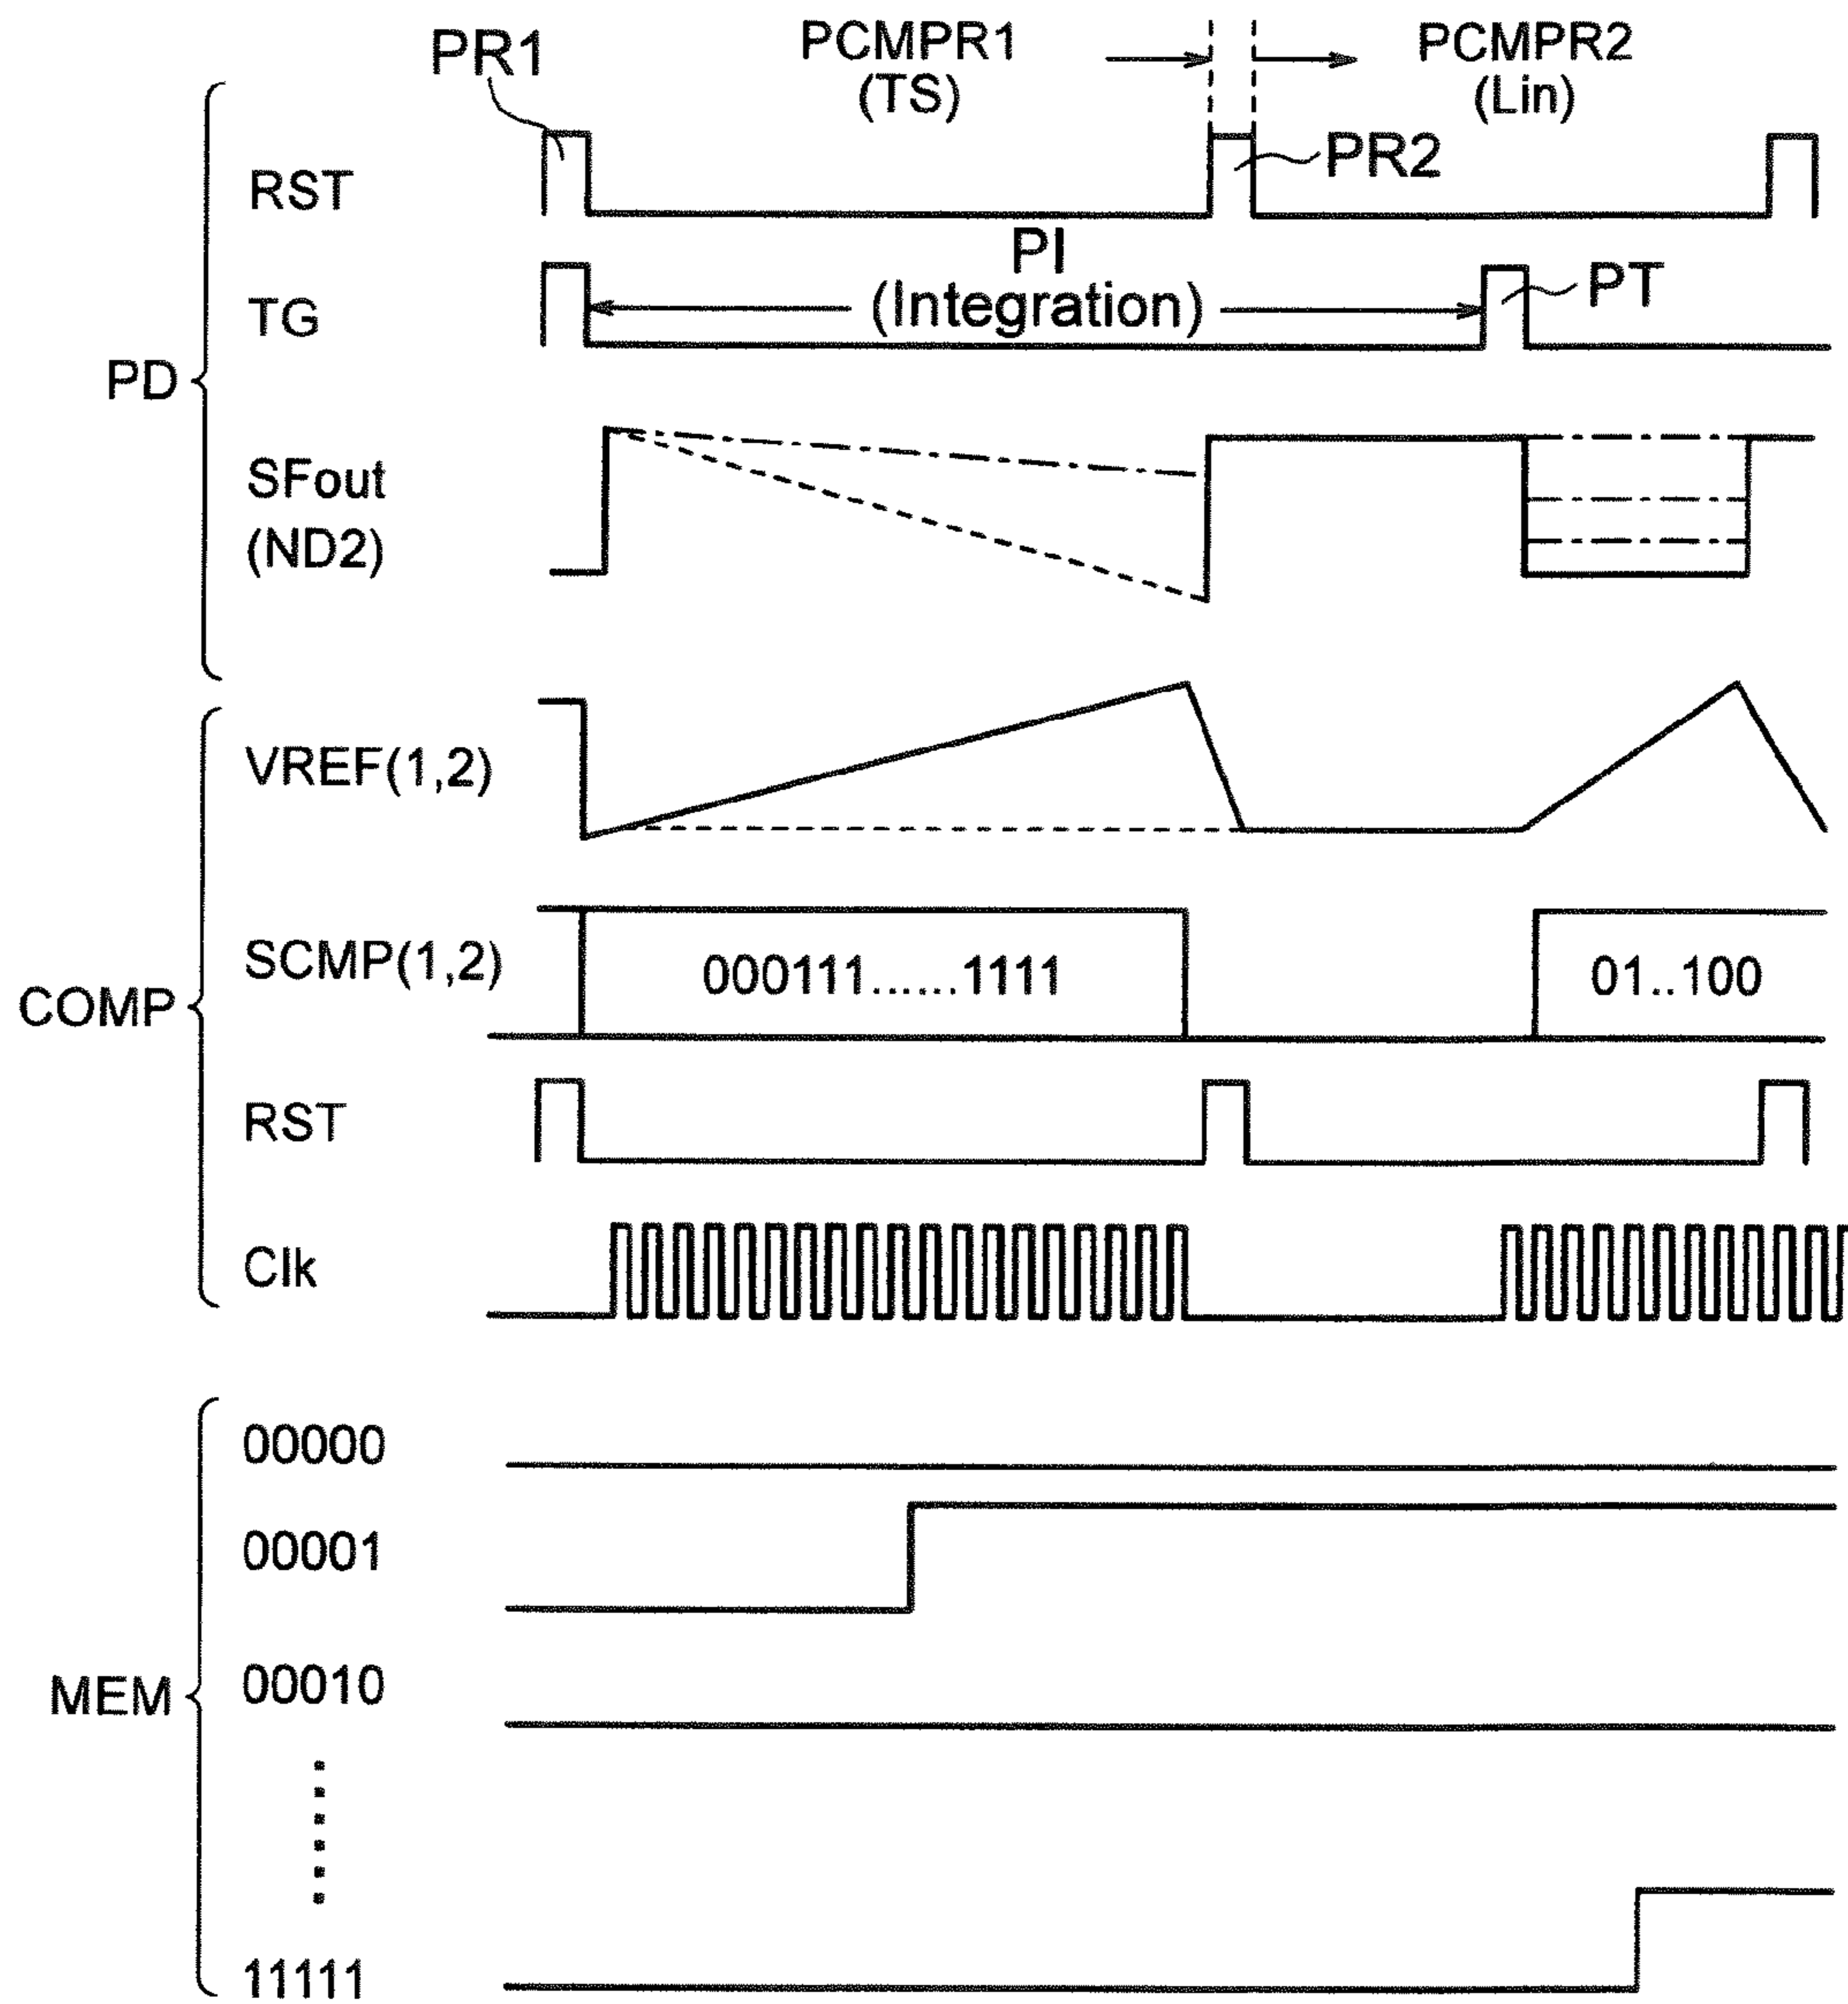 PR1
PCMPR1
(TS)
PCMPR2
(Lin)
RST
PR2
PI
(Integration)
TG
PT
PD
SFout
(ND2)
VREF(1,2)
SCMP(1,2)
000111......1111
01..100
COMP
RST
Clk
00000
00001
00010
MEM
11111